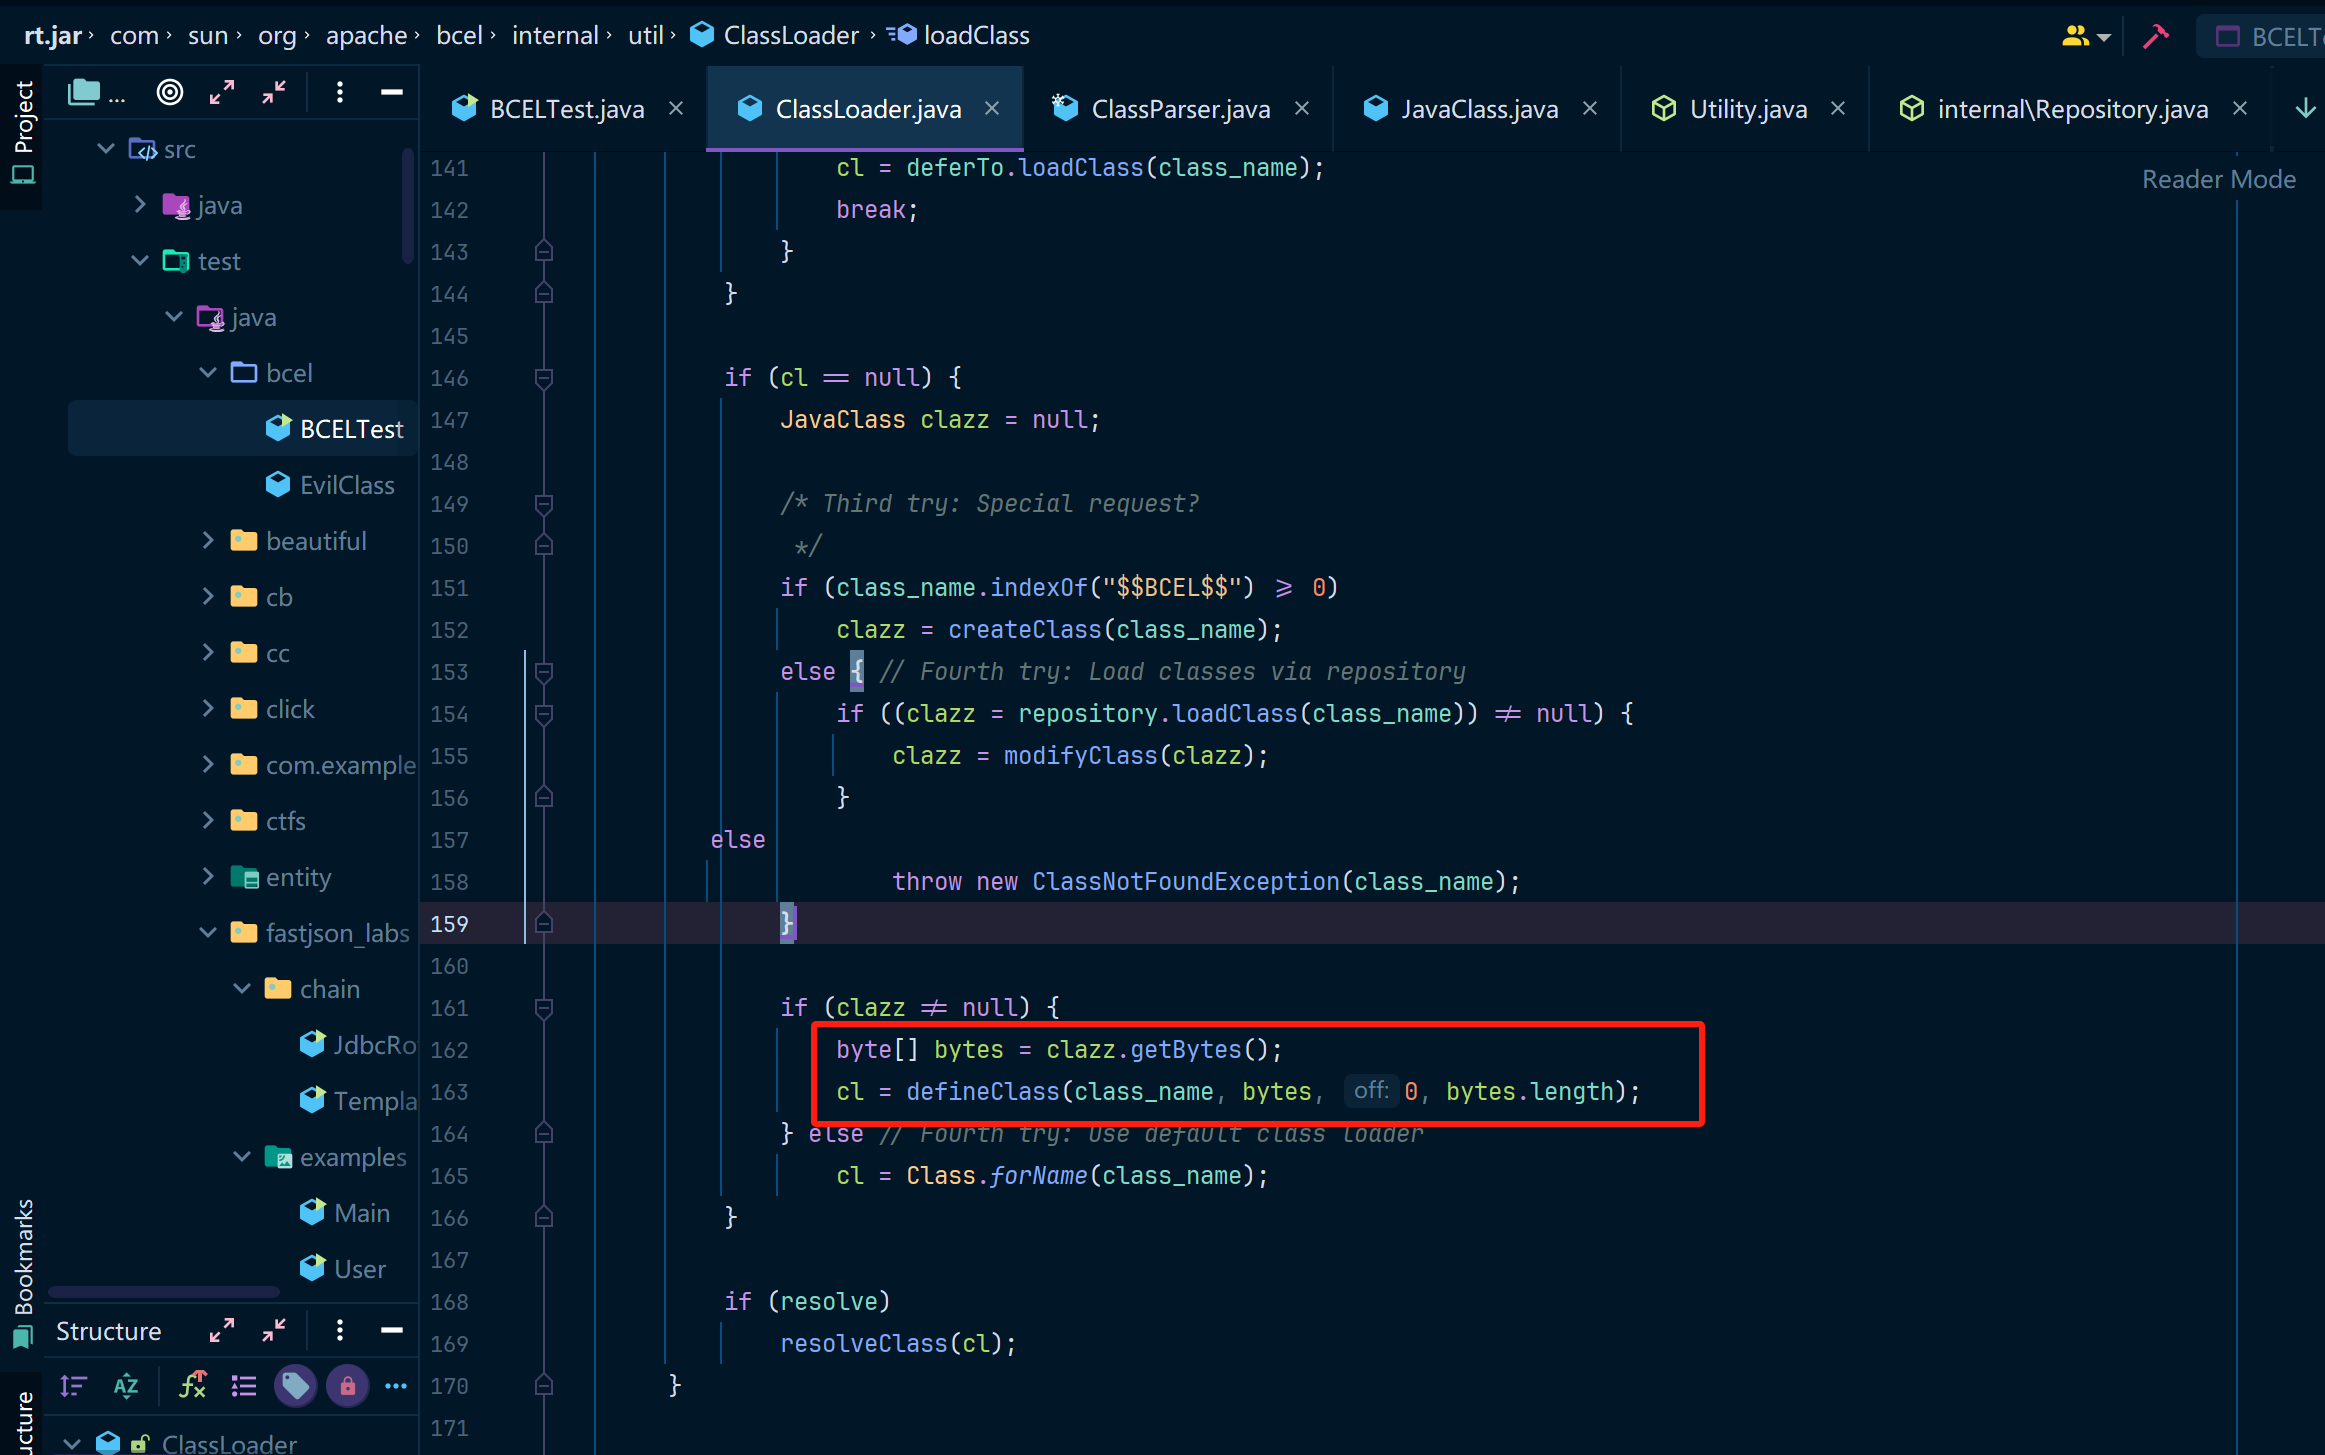 rt.jar › com › sun › org › apache › bcel › internal › util › ClassLoader › loadClass
BCELT
Project
...
BCELTest.java
ClassLoader.java
ClassParser.java
JavaClass.java
Utility.java
internal\Repository.java
Reader Mode
src
java
test
java
bcel
BCELTest
EvilClass
beautiful
cb
cc
click
com.example
ctfs
entity
fastjson_labs
chain
JdbcRo
Templa
examples
Main
User
Bookmarks
Structure
ucture
ClassLoader
141 cl = deferTo.loadClass(class_name);
142 break;
143 }
144 }
145
146 if (cl == null) {
147 JavaClass clazz = null;
148
149 /* Third try: Special request?
150 */
151 if (class_name.indexOf("$$BCEL$$") >= 0)
152 clazz = createClass(class_name);
153 else { // Fourth try: Load classes via repository
154 if ((clazz = repository.loadClass(class_name)) != null) {
155 clazz = modifyClass(clazz);
156 }
157 else
158 throw new ClassNotFoundException(class_name);
159 }
160
161 if (clazz != null) {
162 byte[] bytes = clazz.getBytes();
163 cl = defineClass(class_name, bytes, off: 0, bytes.length);
164 } else // Fourth try: Use default class loader
165 cl = Class.forName(class_name);
166 }
167
168 if (resolve)
169 resolveClass(cl);
170 }
171